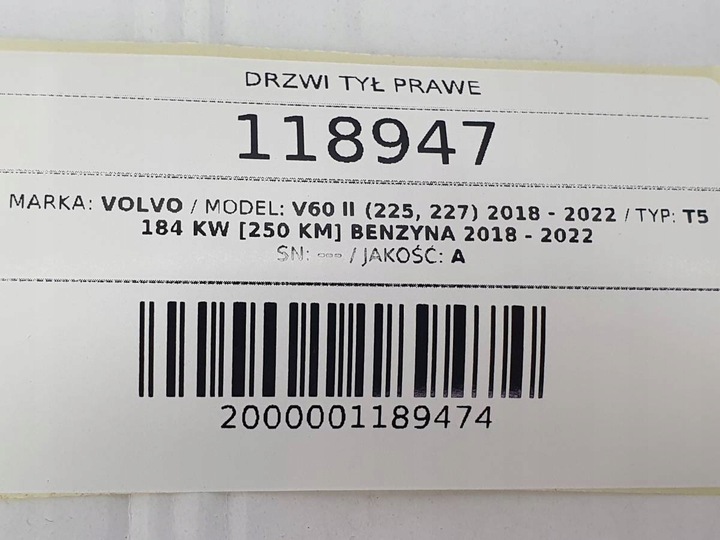 DRZWI TYŁ PRAWE
118947
MARKA: VOLVO / MODEL: V60 II (225, 227) 2018 - 2022 / TYP: T5
184 KW [250 KM] BENZYNA 2018 - 2022
SN: --- / JAKOŚĆ: A
2000001189474